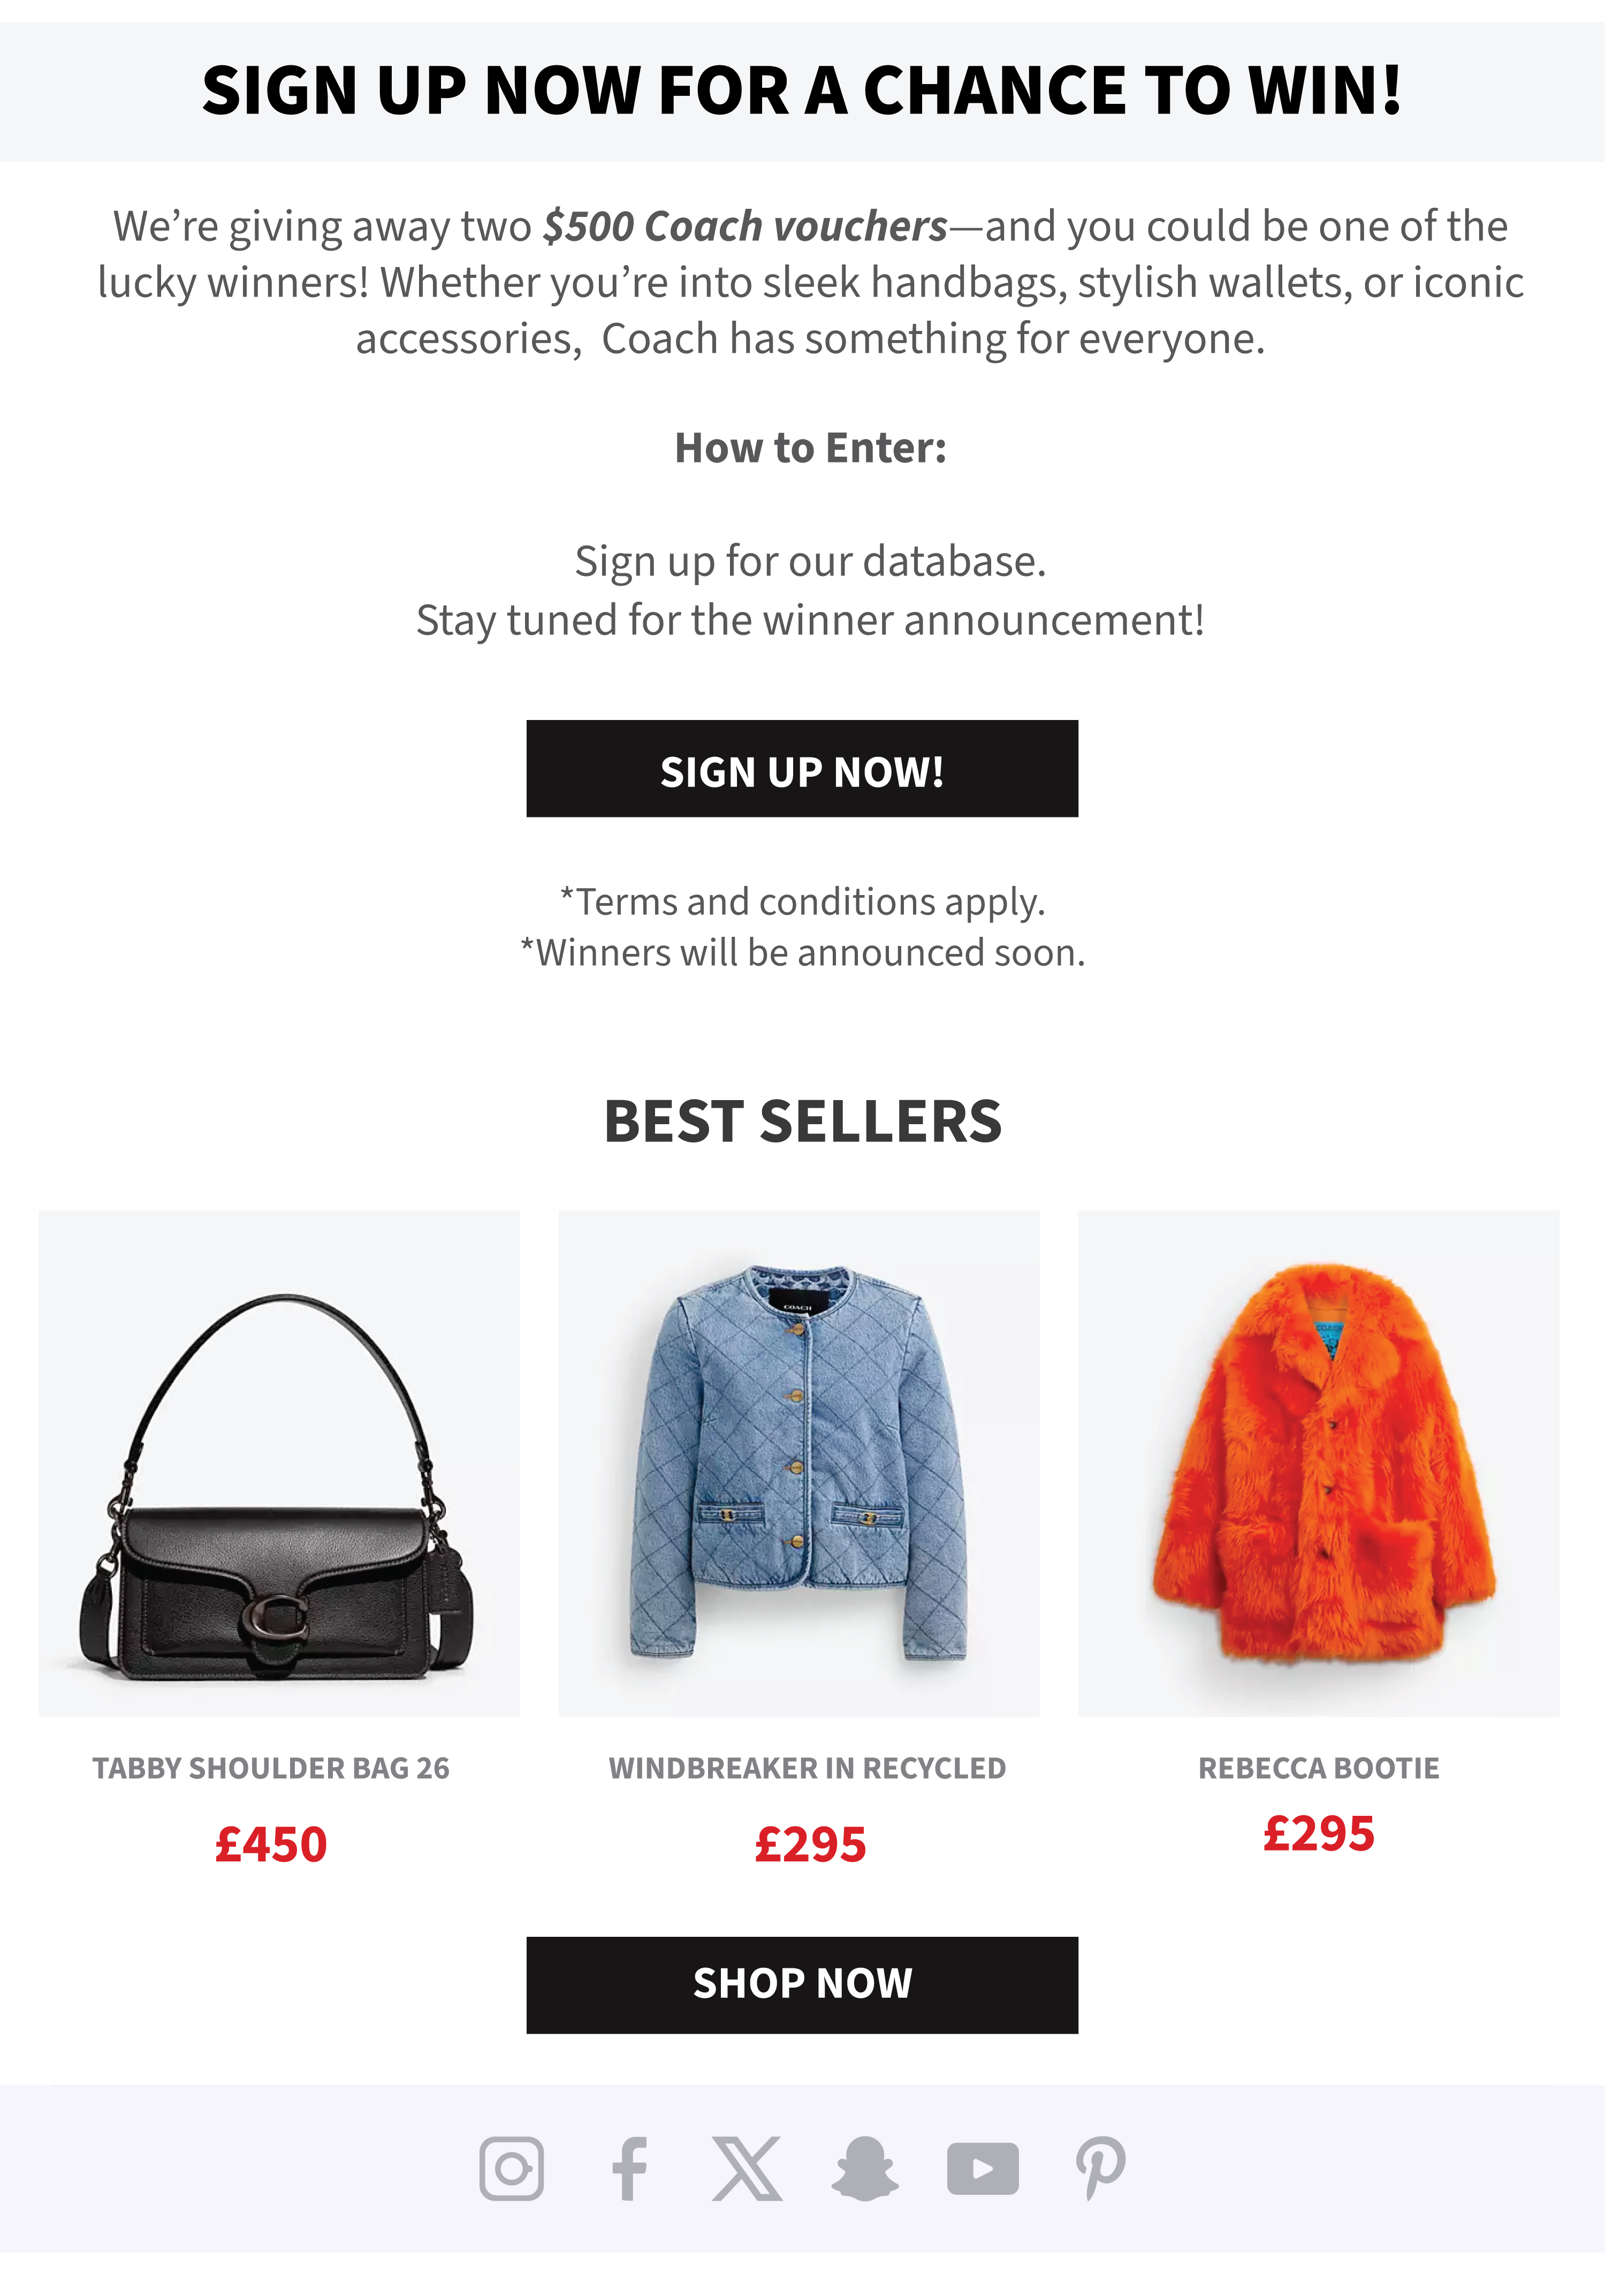 SIGN UP NOW FOR A CHANCE TO WIN!
We’re giving away two $500 Coach vouchers—and you could be one of the
lucky winners! Whether you’re into sleek handbags, stylish wallets, or iconic
accessories,  Coach has something for everyone.
How to Enter:
Sign up for our database.
Stay tuned for the winner announcement!
SIGN UP NOW!
*Terms and conditions apply.
*Winners will be announced soon.
BEST SELLERS
COACH
TABBY SHOULDER BAG 26
WINDBREAKER IN RECYCLED
REBECCA BOOTIE
£450
£295
£295
SHOP NOW